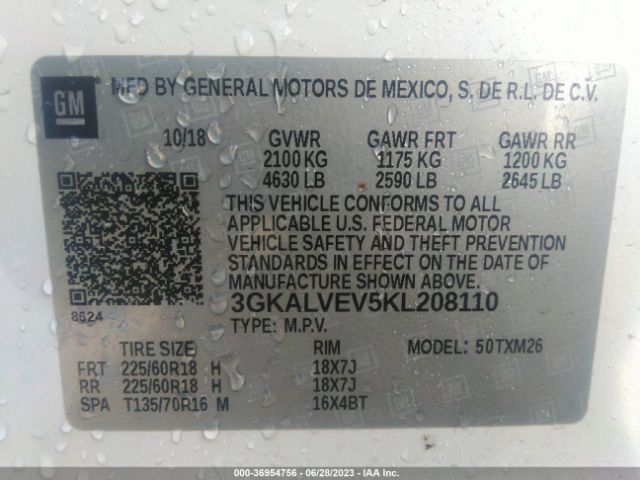 GM MFD BY GENERAL MOTORS DE MEXICO, S. DE R.L. DE C.V.
10/18 GVWR GAWR FRT GAWR RR
2100 KG 1175 KG 1200 KG
4630 LB 2590 LB 2645 LB
THIS VEHICLE CONFORMS TO ALL
APPLICABLE U.S. FEDERAL MOTOR
VEHICLE SAFETY AND THEFT PREVENTION
STANDARDS IN EFFECT ON THE DATE OF
MANUFACTURE SHOWN ABOVE.
8624 3GKALVEV5KL208110
TYPE: M.P.V.
TIRE SIZE RIM MODEL: 50TXM26
FRT 225/60R18 H 18X7J
RR 225/60R18 H 18X7J
SPA T135/70R16 M 16X4BT
000-36954756 - 06/28/2023 - IAA Inc.